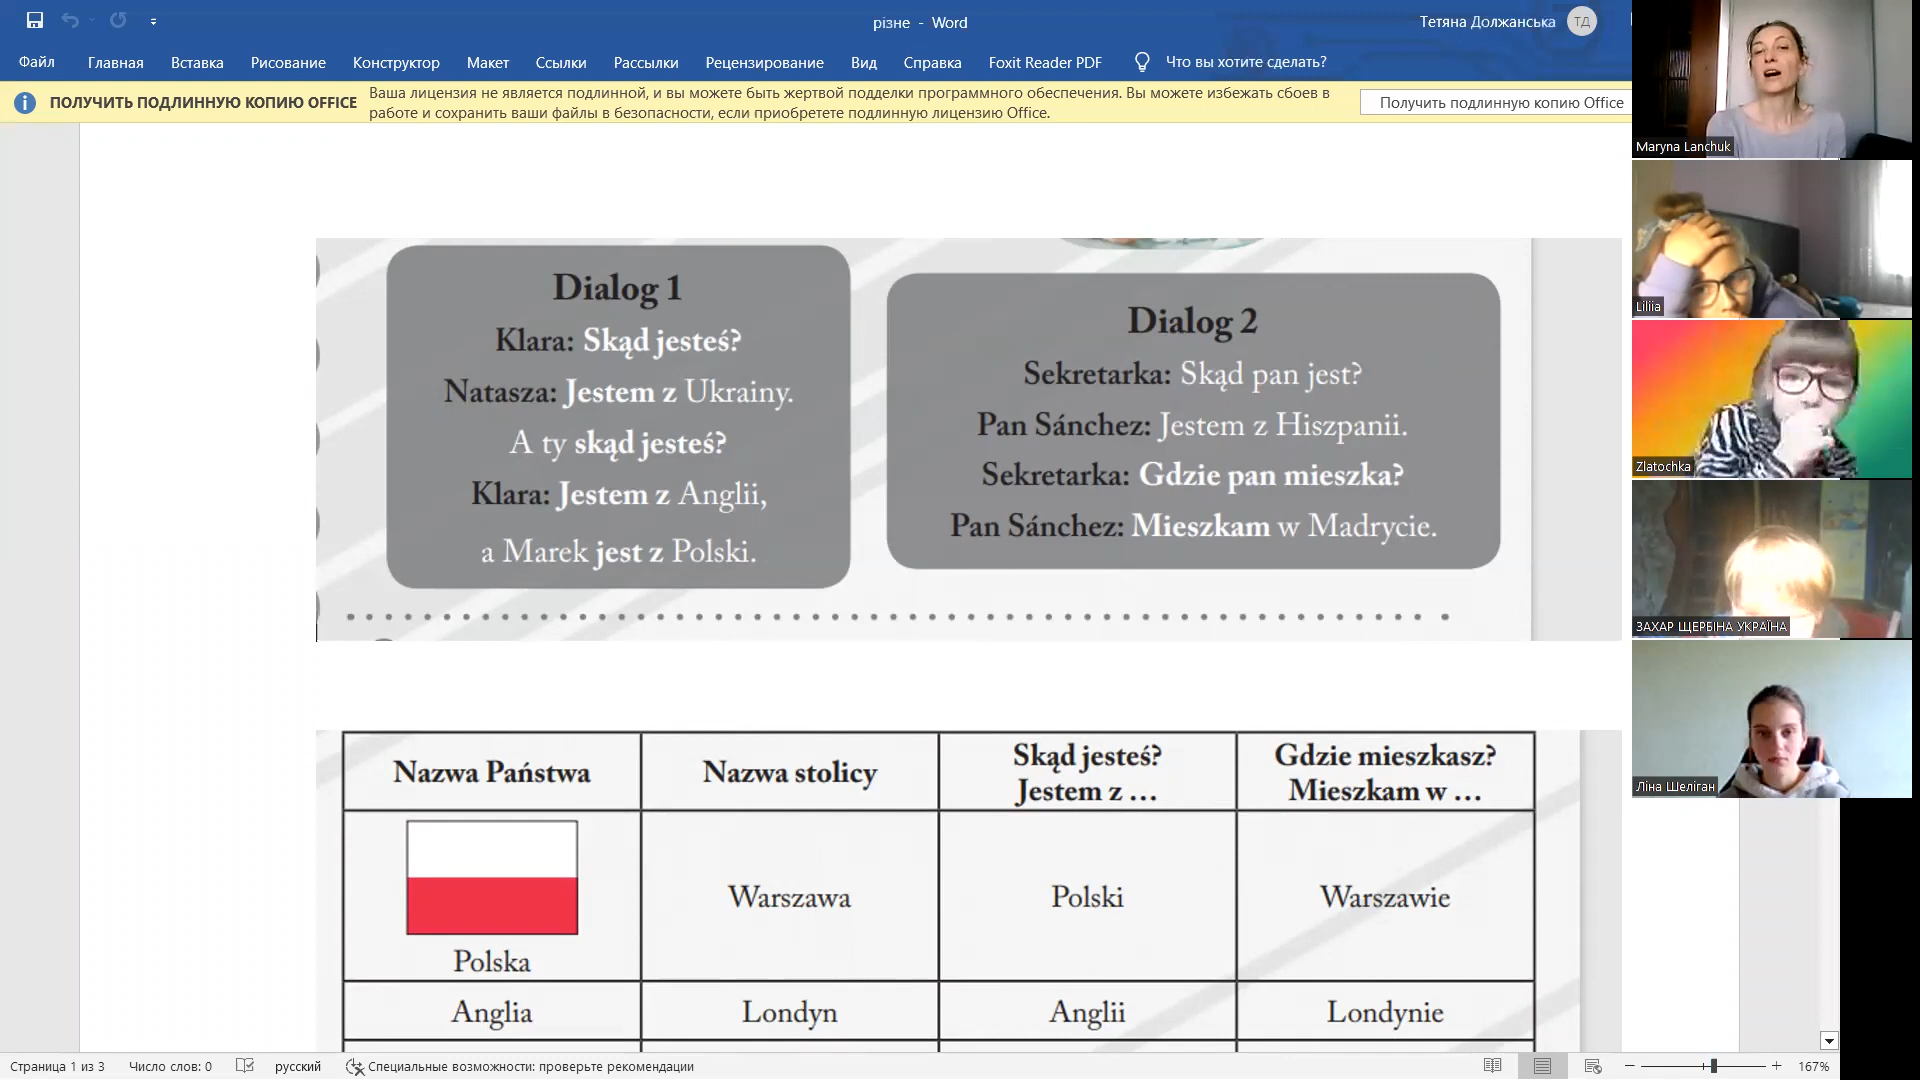 різне - Word
Тетяна Должанська
ТД
Файл
Главная
Вставка
Рисование
Конструктор
Макет
Ссылки
Рассылки
Рецензирование
Вид
Справка
Foxit Reader PDF
Что вы хотите сделать?
ПОЛУЧИТЬ ПОДЛИННУЮ КОПИЮ OFFICE
Ваша лицензия не является подлинной, и вы можете быть жертвой подделки программного обеспечения. Вы можете избежать сбоев в
работе и сохранить ваши файлы в безопасности, если приобретете подлинную лицензию Office.
Получить подлинную копию Office
Dialog 1
Klara: Skąd jesteś?
Natasza: Jestem z Ukrainy.
A ty skąd jesteś?
Klara: Jestem z Anglii,
a Marek jest z Polski.
Dialog 2
Sekretarka: Skąd pan jest?
Pan Sánchez: Jestem z Hiszpanii.
Sekretarka: Gdzie pan mieszka?
Pan Sánchez: Mieszkam w Madrycie.
Nazwa Państwa
Nazwa stolicy
Skąd jesteś?
Jestem z ...
Gdzie mieszkasz?
Mieszkam w ...
Polska
Warszawa
Polski
Warszawie
Anglia
Londyn
Anglii
Londynie
Maryna Lanchuk
Liliia
Zlatochka
ЗАХАР ЩЕРБІНА УКРАЇНА
Ліна Шеліган
Страница 1 из 3
Число слов: 0
русский
Специальные возможности: проверьте рекомендации
167%